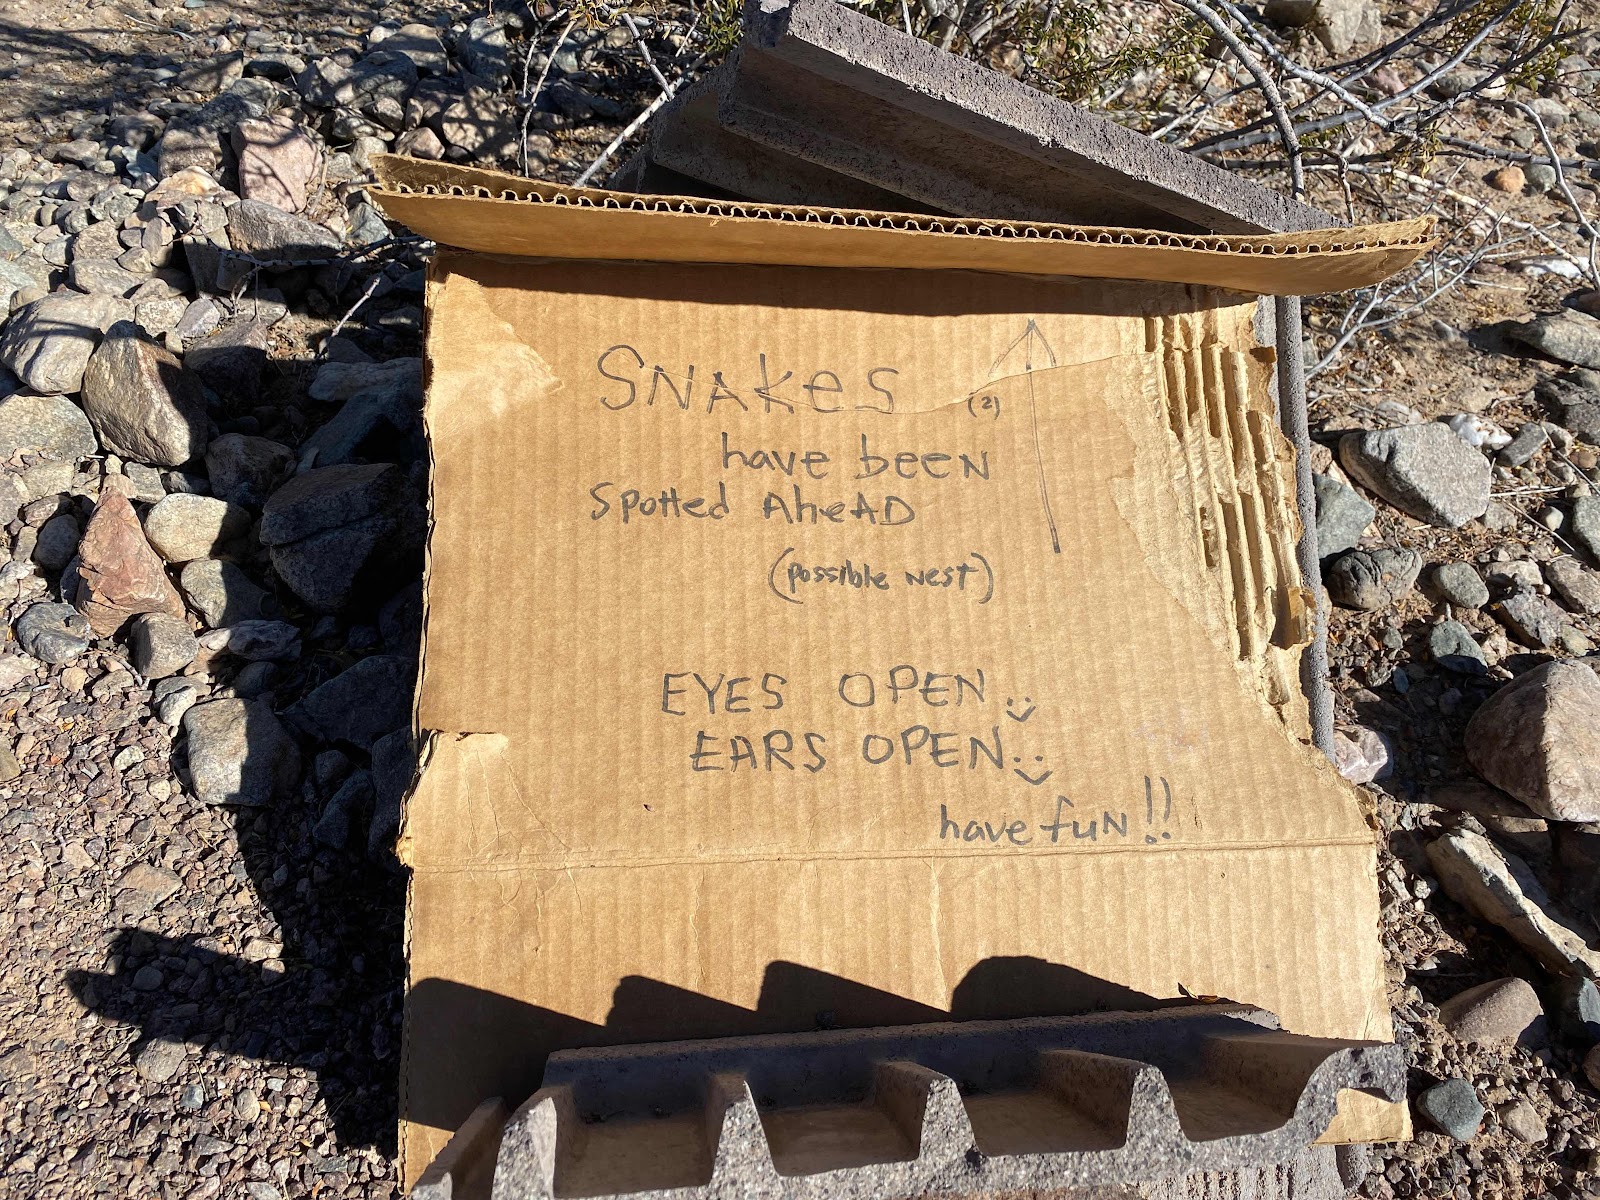 SNAKES (2)
have been
Spotted AheAD
(possible nest)
EYES OPEN
EARS OPEN
have fun!!